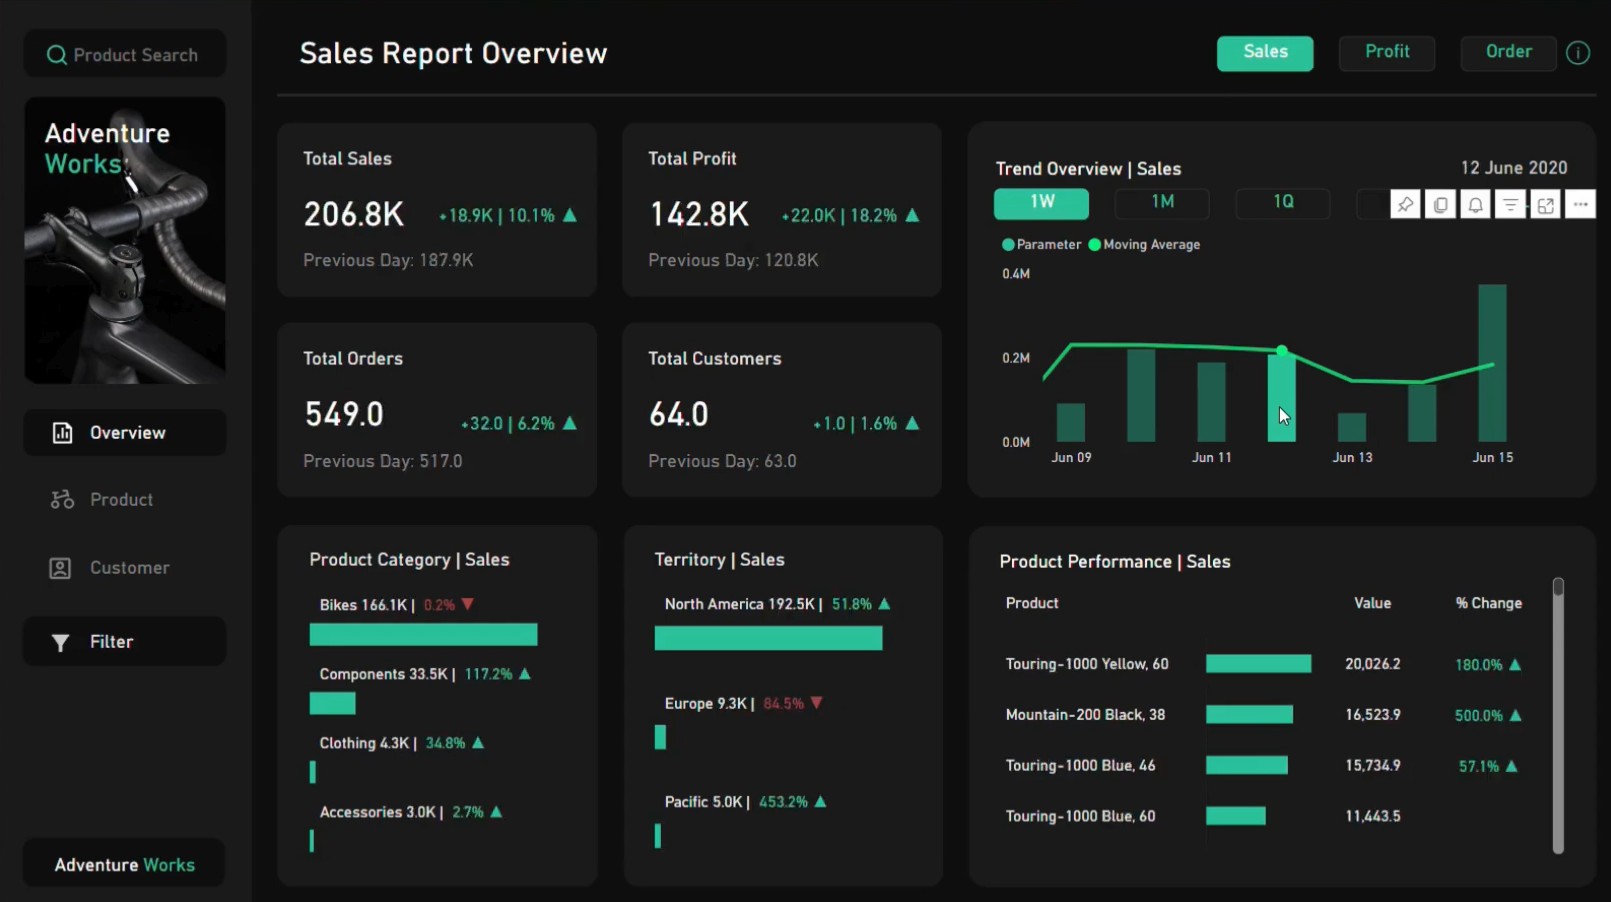 Product Search
Adventure
Works
Overview
Product
Customer
Filter
Adventure Works
Sales Report Overview
Sales
Profit
Order
Total Sales
206.8K
+18.9K | 10.1% ▲
Previous Day: 187.9K
Total Profit
142.8K
+22.0K | 18.2% ▲
Previous Day: 120.8K
Total Orders
549.0
+32.0 | 6.2% ▲
Previous Day: 517.0
Total Customers
64.0
+1.0 | 1.6% ▲
Previous Day: 63.0
Trend Overview | Sales
12 June 2020
1W
1M
1Q
Parameter
Moving Average
0.4M
0.2M
0.0M
Jun 09
Jun 11
Jun 13
Jun 15
Product Category | Sales
Bikes 166.1K | 0.2% ▼
Components 33.5K | 117.2% ▲
Clothing 4.3K | 34.8% ▲
Accessories 3.0K | 2.7% ▲
Territory | Sales
North America 192.5K | 51.8% ▲
Europe 9.3K | 84.5% ▼
Pacific 5.0K | 453.2% ▲
Product Performance | Sales
Product Value % Change
Touring-1000 Yellow, 60 20,026.2 180.0% ▲
Mountain-200 Black, 38 16,523.9 500.0% ▲
Touring-1000 Blue, 46 15,734.9 57.1% ▲
Touring-1000 Blue, 60 11,443.5